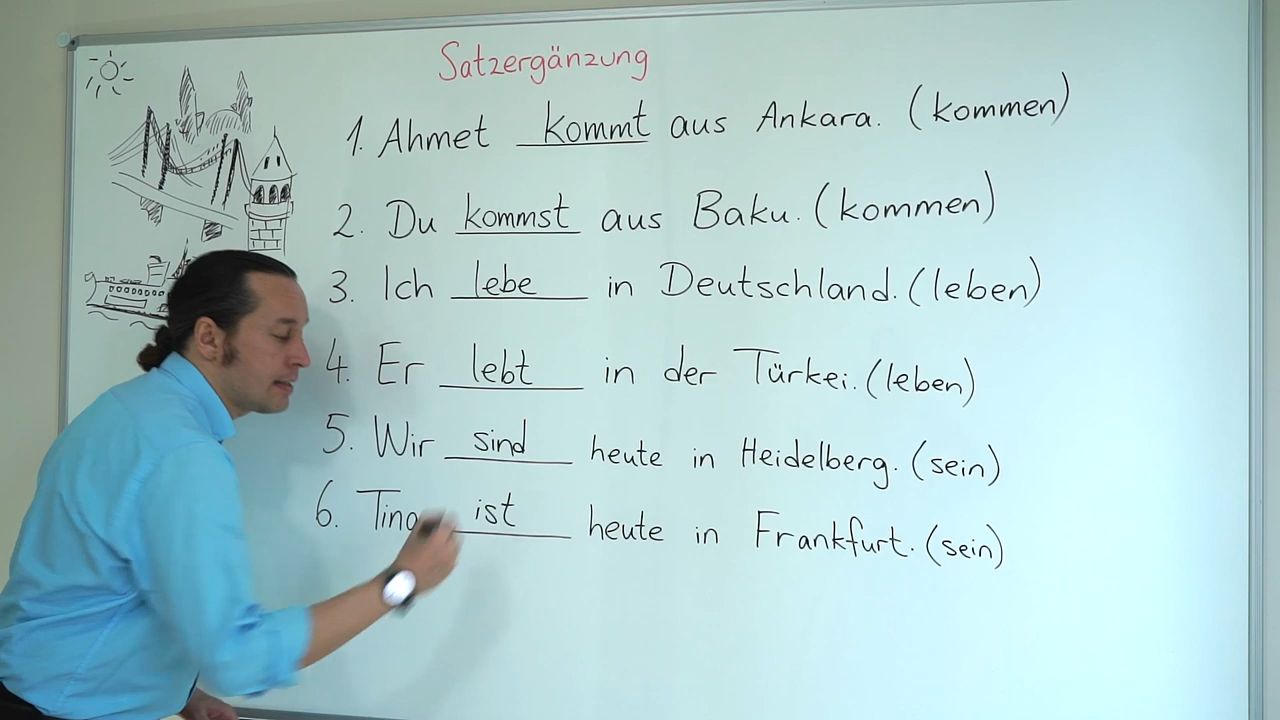 Satzergänzung
1. Ahmet kommt aus Ankara. (kommen)
2. Du kommst aus Baku. (kommen)
3. Ich lebe in Deutschland. (leben)
4. Er lebt in der Türkei. (leben)
5. Wir sind heute in Heidelberg. (sein)
6. Tina ist heute in Frankfurt. (sein)